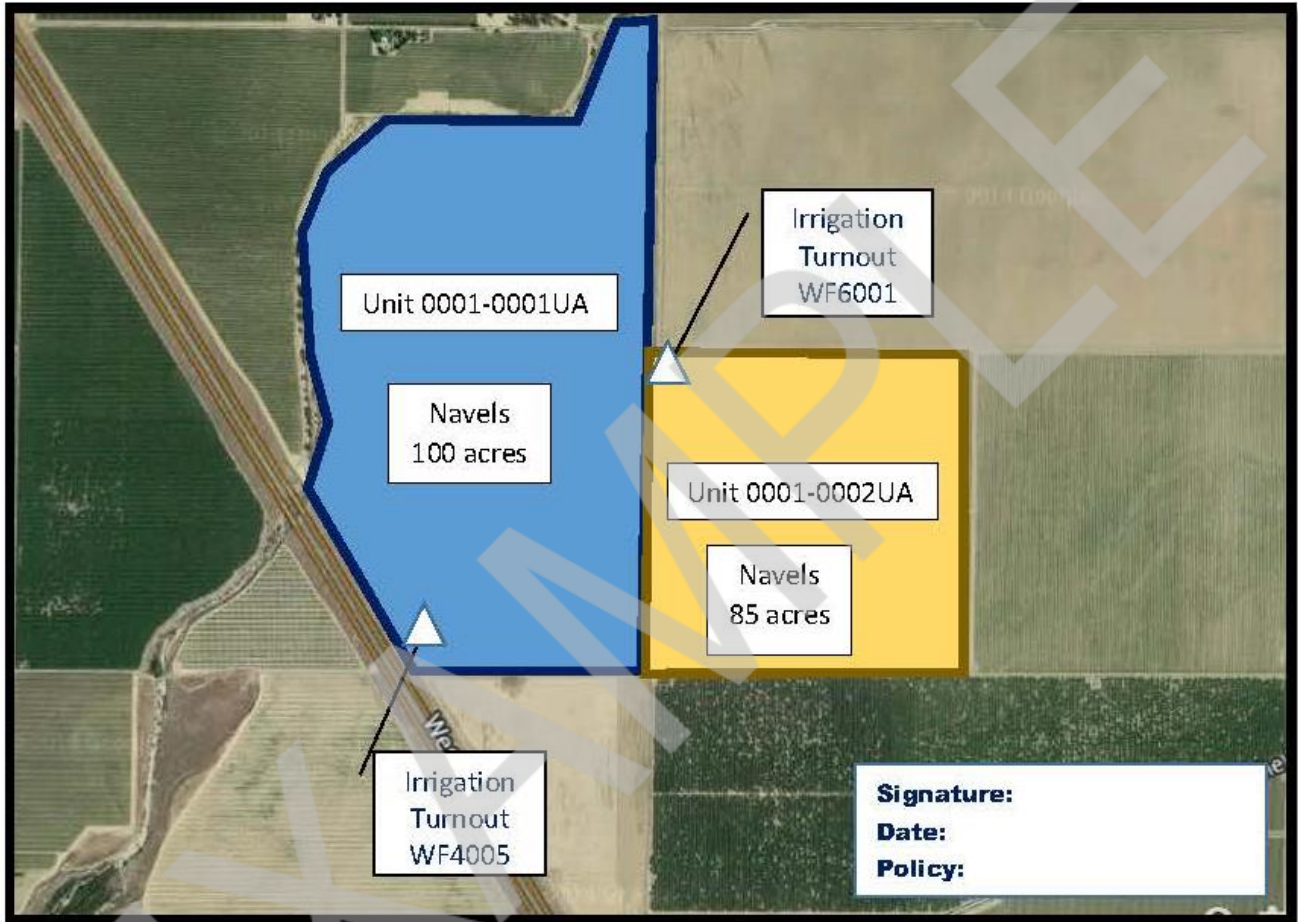 Irrigation
Turnout
WF6001
Unit 0001-0001UA
Navels
100 acres
Unit 0001-0002UA
Navels
85 acres
Irrigation
Turnout
WF4005
Signature:
Date:
Policy: